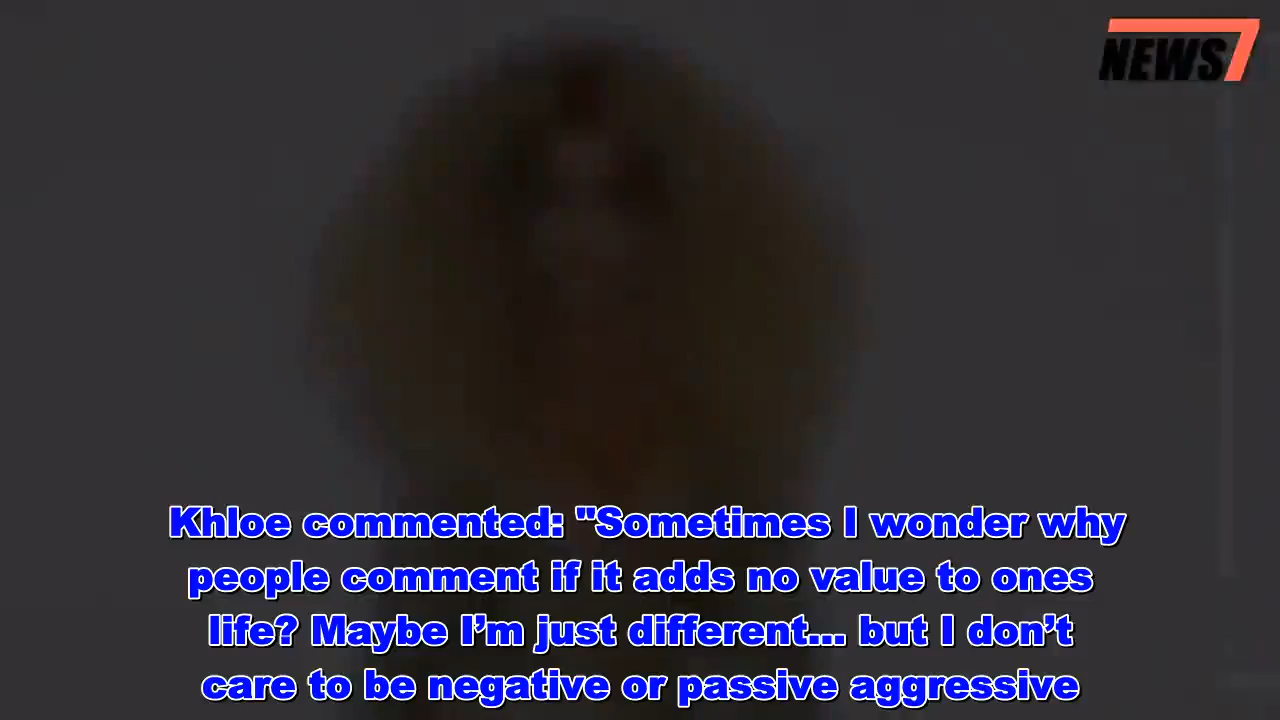 NEWS7
Khloe commented: "Sometimes I wonder why
people comment if it adds no value to ones
life? Maybe I’m just different... but I don’t
care to be negative or passive aggressive